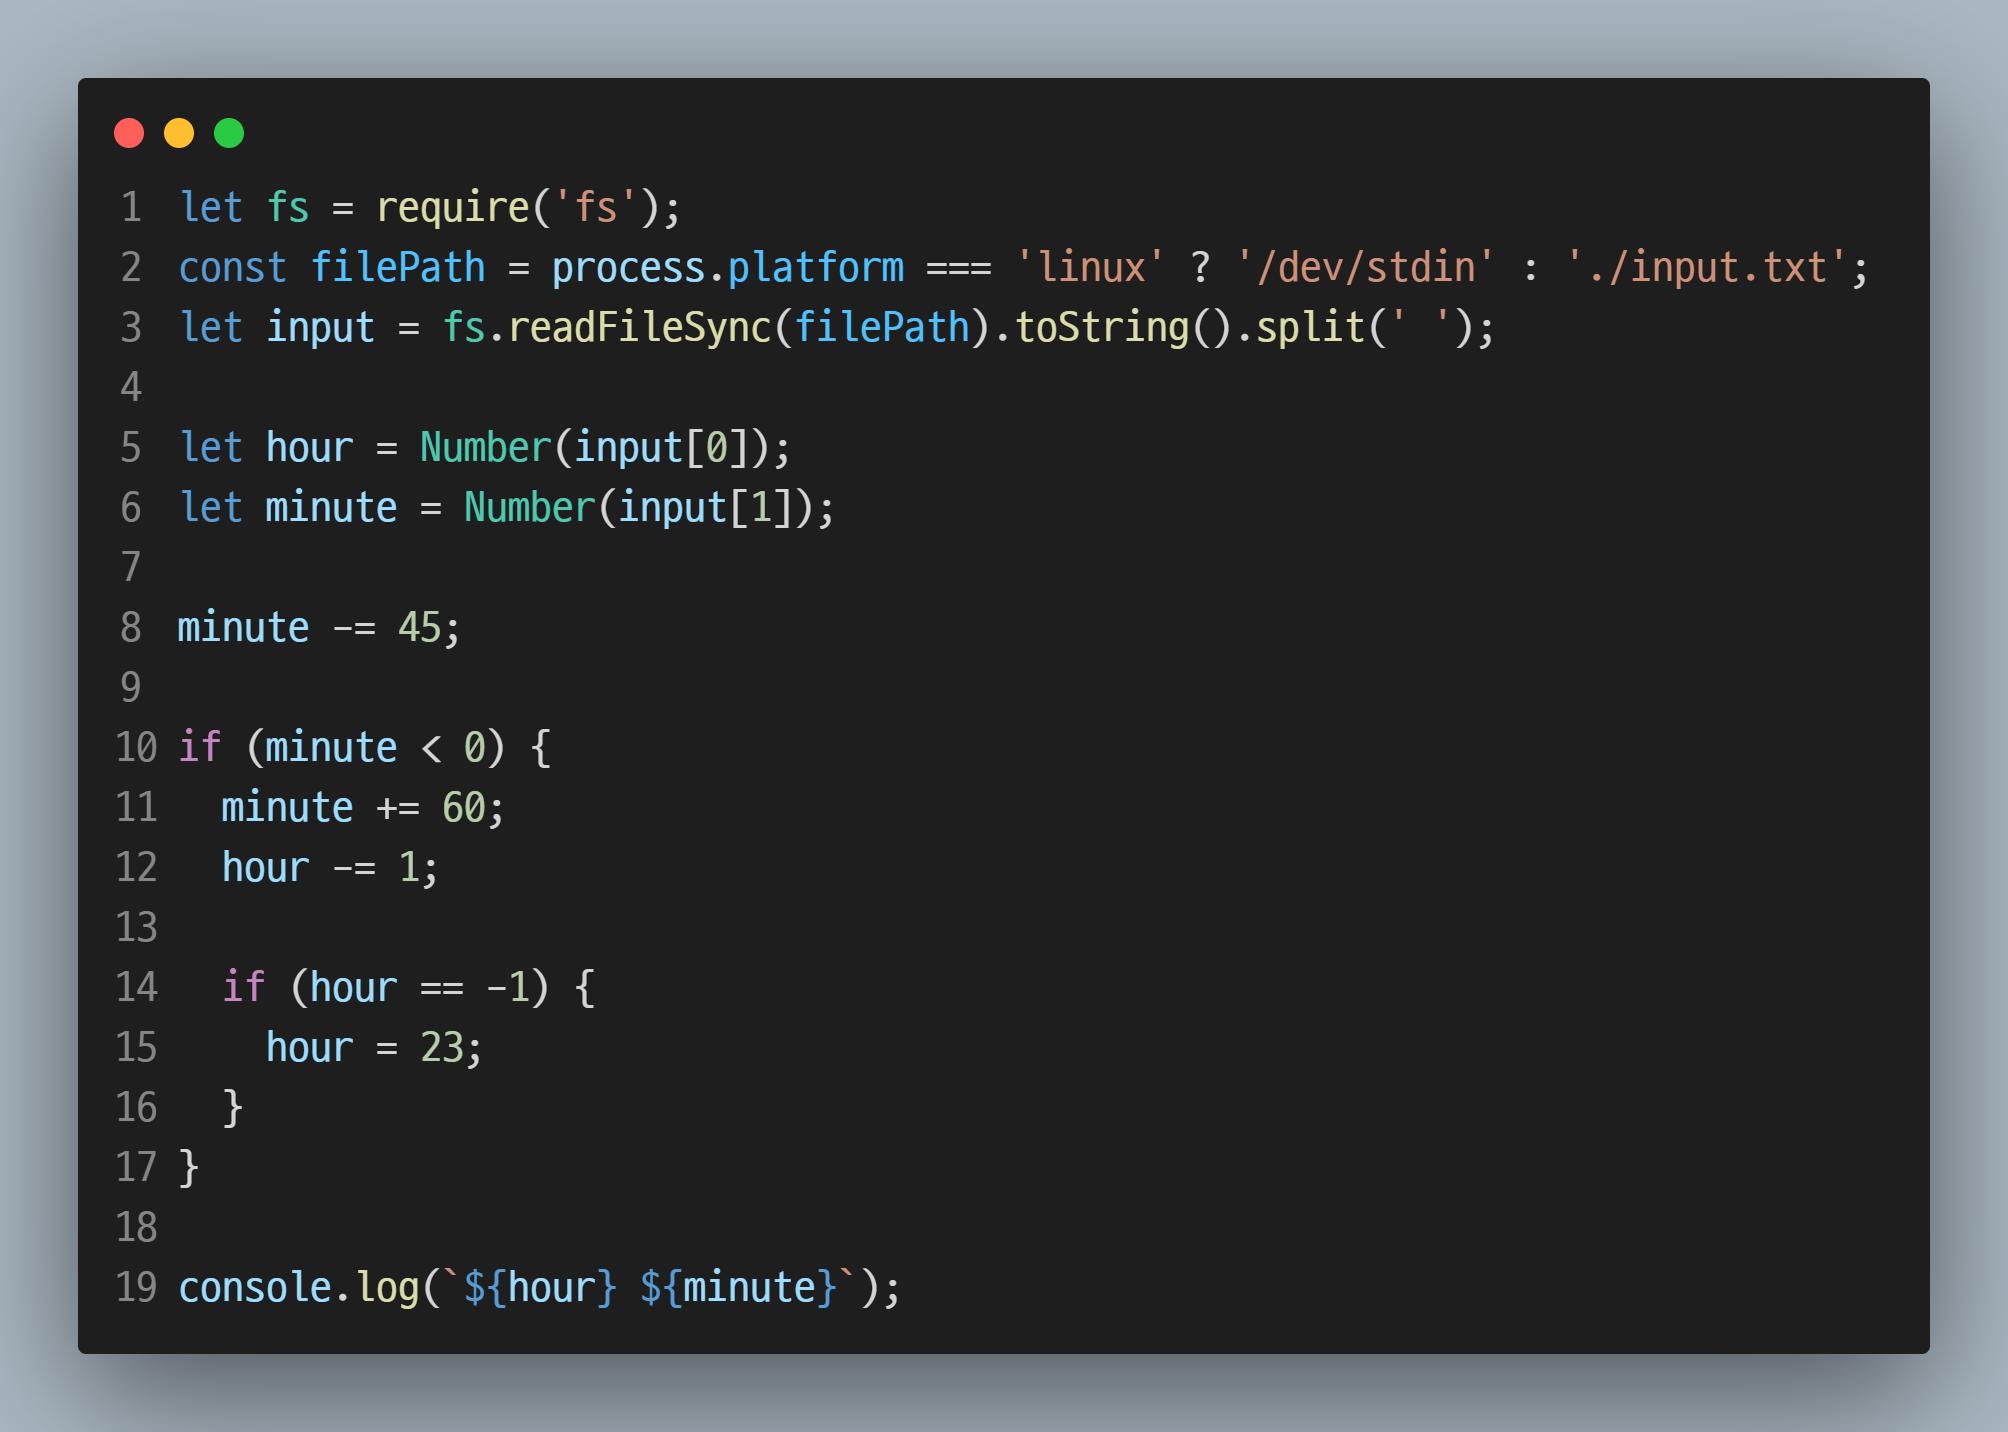 1 let fs = require('fs');
2 const filePath = process.platform === 'linux' ? '/dev/stdin' : './input.txt';
3 let input = fs.readFileSync(filePath).toString().split(' ');
4
5 let hour = Number(input[0]);
6 let minute = Number(input[1]);
7
8 minute -= 45;
9
10 if (minute < 0) {
11   minute += 60;
12   hour -= 1;
13
14   if (hour == -1) {
15     hour = 23;
16   }
17 }
18
19 console.log(`${hour} ${minute}`);